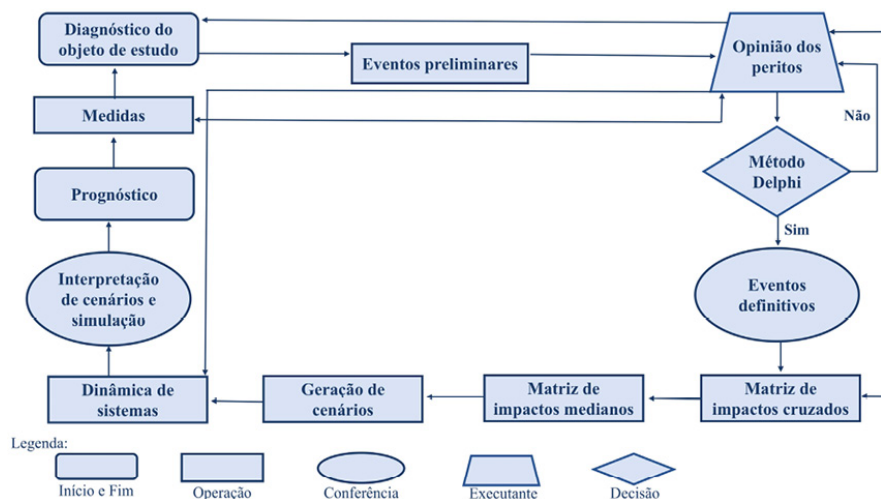 Diagnóstico do
objeto de estudo
Eventos preliminares
Opinião dos
peritos
Medidas
Não
Método
Delphi
Prognóstico
Sim
Interpretação
de cenários e
simulação
Eventos
definitivos
Dinâmica de
sistemas
Geração de
cenários
Matriz de
impactos medianos
Matriz de
impactos cruzados
Legenda:
Início e Fim
Operação
Conferência
Executante
Decisão